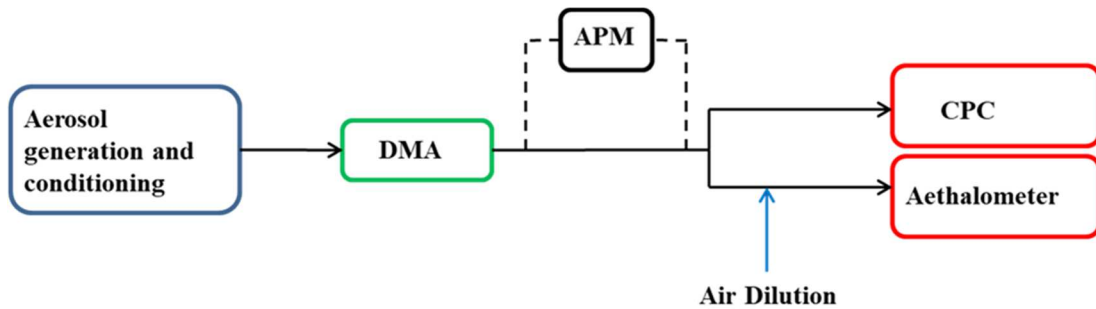 APM
Aerosol
generation and
conditioning
DMA
CPC
Aethalometer
Air Dilution